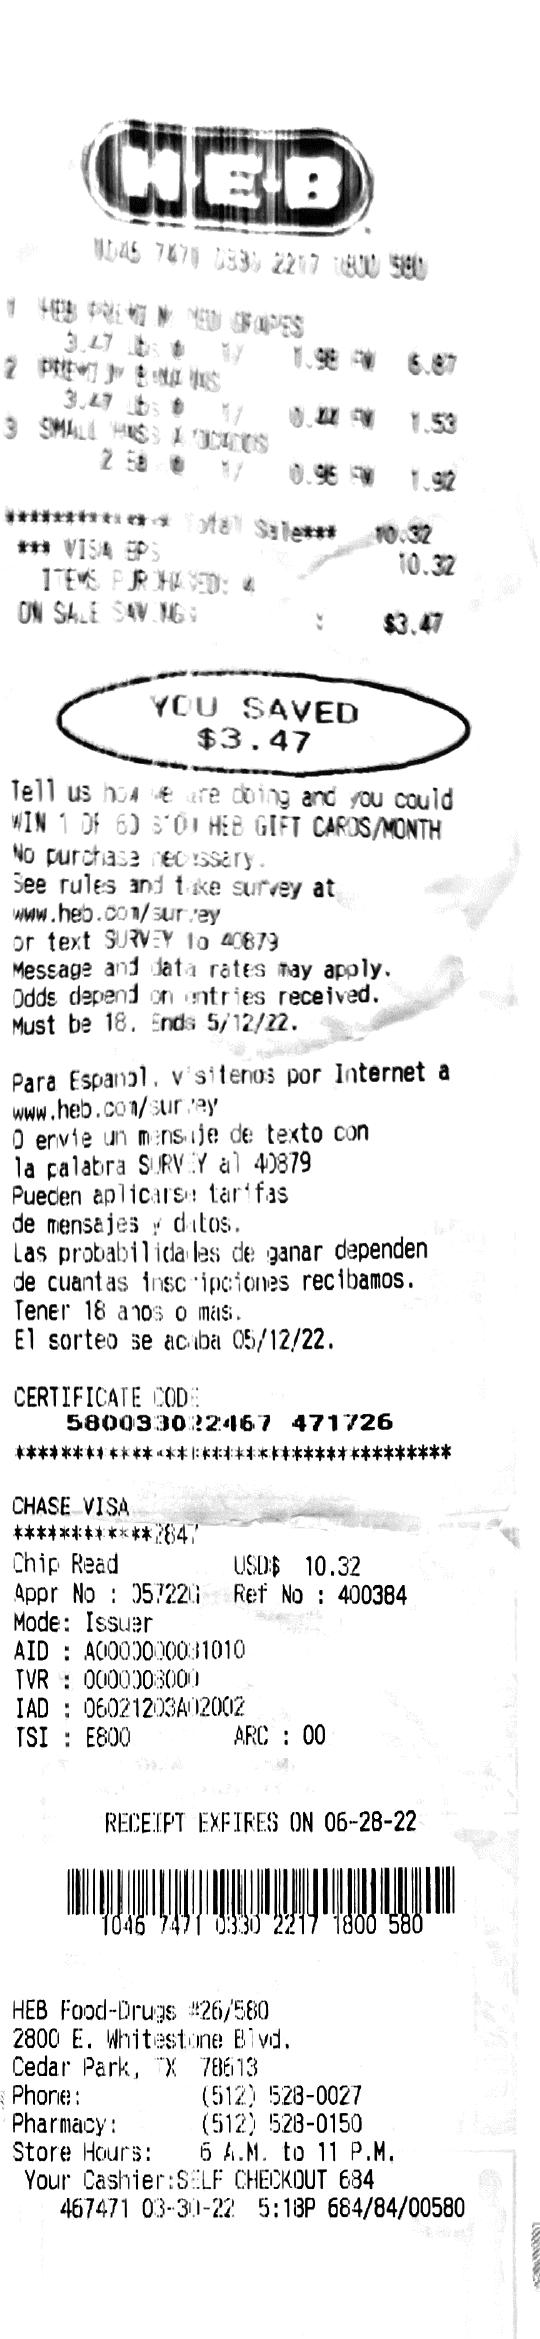 H-E-B
1046 7471 0330 2217 1800 580
1 HEB GRAPES
3.47 Lbs @ 1/ 1.98 FW 6.87
2 PREMIUM BANANAS
3.47 Lbs @ 1/ 0.44 FW 1.53
3 SMALL HASS AVOCADOS
2 Ea @ 1/ 0.96 FW 1.92
************* Total Sale*** 10.32
*** VISA EPS 10.32
ITEMS PURCHASED: 4
ON SALE SAVINGS : $3.47
YOU SAVED
$3.47
Tell us how we are doing and you could
WIN 1 OF 60 $100 HEB GIFT CARDS/MONTH
No purchase necessary.
See rules and take survey at
www.heb.com/survey
or text SURVEY to 40879
Message and data rates may apply.
Odds depend on entries received.
Must be 18. Ends 5/12/22.
Para Espanol, visitenos por Internet a
www.heb.com/survey
O envie un mensaje de texto con
la palabra SURVEY al 40879
Pueden aplicarse tarifas
de mensajes y datos.
Las probabilidades de ganar dependen
de cuantas inscripciones recibamos.
Tener 18 anos o mas.
El sorteo se acaba 05/12/22.
CERTIFICATE CODE
580033022467 471726
******************************************
CHASE VISA
************2847
Chip Read USD$ 10.32
Appr No : 05722G Ref No : 400384
Mode: Issuer
AID : A0000000031010
TVR : 0000008000
IAD : 06021203A02002
TSI : E800 ARC : 00
RECEIPT EXPIRES ON 06-28-22
1046 7471 0330 2217 1800 580
HEB Food-Drugs #26/580
2800 E. Whitestone Blvd.
Cedar Park, TX 78613
Phone: (512) 528-0027
Pharmacy: (512) 528-0150
Store Hours: 6 A.M. to 11 P.M.
Your Cashier:SELF CHECKOUT 684
467471 03-30-22 5:18P 684/84/00580